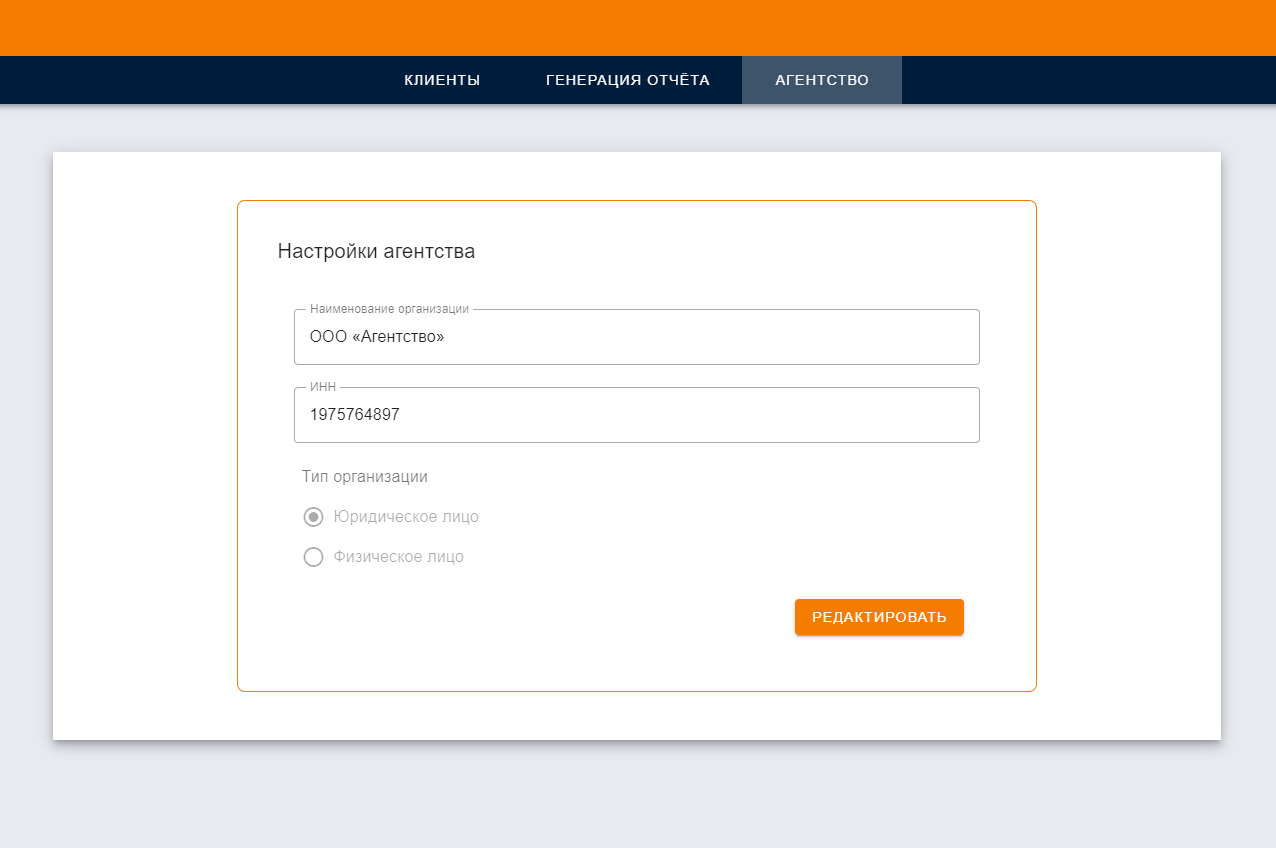 КЛИЕНТЫ
ГЕНЕРАЦИЯ ОТЧЁТА
АГЕНТСТВО
Настройки агентства
Наименование организации
ООО «Агентство»
ИНН
1975764897
Тип организации
Юридическое лицо
Физическое лицо
РЕДАКТИРОВАТЬ